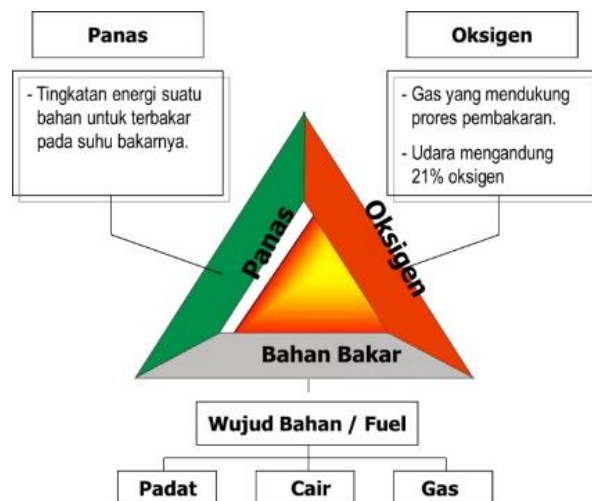 Panas
- Tingkatan energi suatu
bahan untuk terbakar
pada suhu bakarnya.
Oksigen
- Gas yang mendukung
prores pembakaran.
- Udara mengandung
21% oksigen
Panas
Oksigen
Bahan Bakar
Wujud Bahan / Fuel
Padat
Cair
Gas